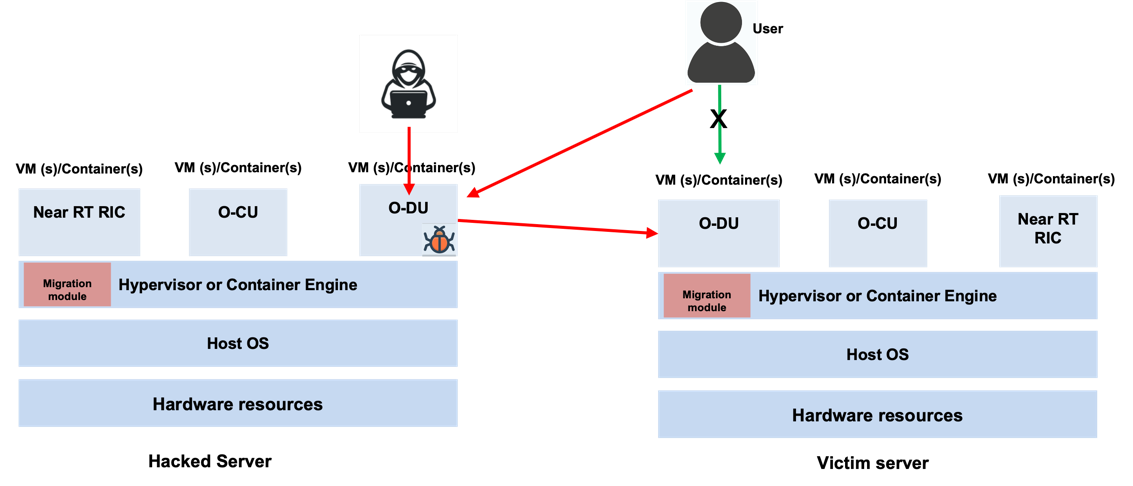 User
VM (s)/Container(s)
VM (s)/Container(s)
VM (s)/Container(s)
Near RT RIC
O-CU
O-DU
Migration
module
Hypervisor or Container Engine
Host OS
Hardware resources
Hacked Server
X
VM (s)/Container(s)
VM (s)/Container(s)
VM (s)/Container(s)
O-DU
O-CU
Near RT
RIC
Migration
module
Hypervisor or Container Engine
Host OS
Hardware resources
Victim server